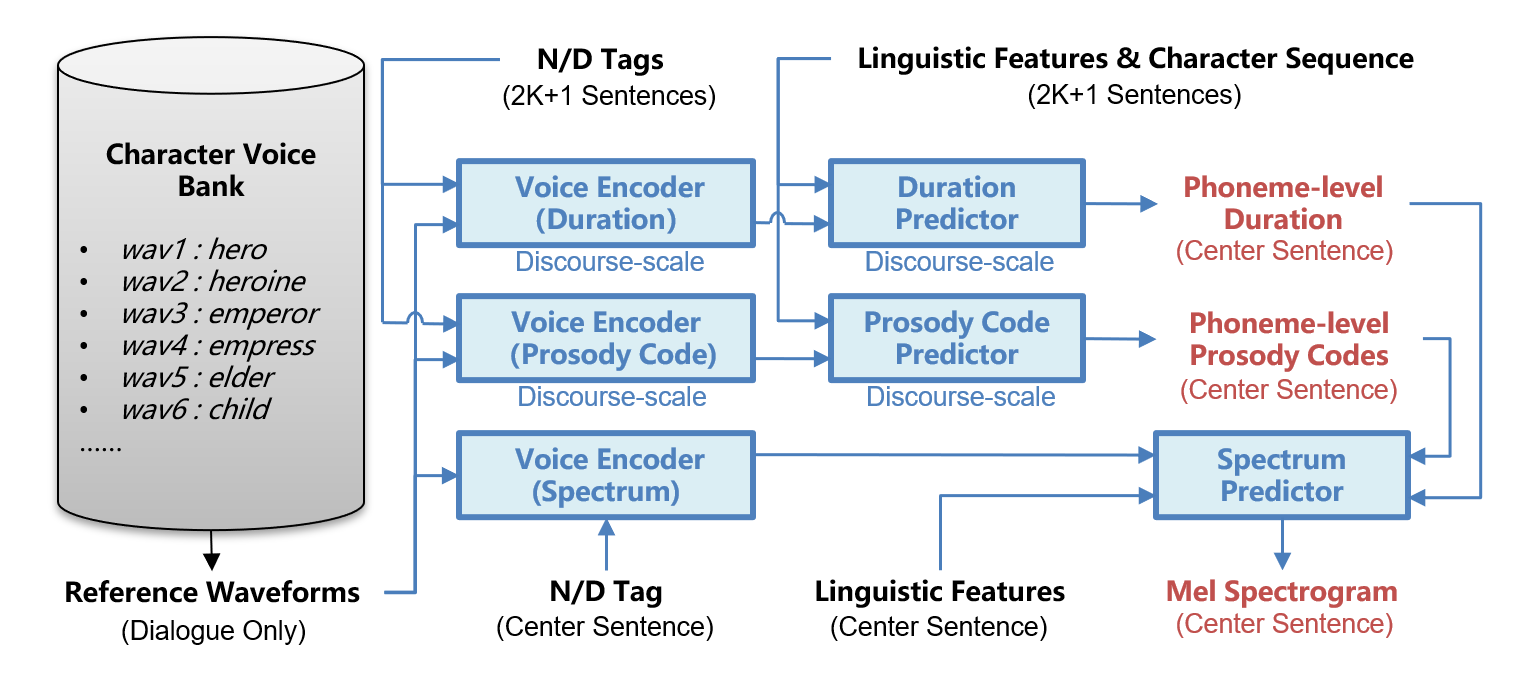 N/D Tags
(2K+1 Sentences)
Linguistic Features & Character Sequence
(2K+1 Sentences)
Character Voice
Bank
• wav1 : hero
• wav2 : heroine
• wav3 : emperor
• wav4 : empress
• wav5 : elder
• wav6 : child
......
Voice Encoder
(Duration)
Discourse-scale
Duration
Predictor
Discourse-scale
Phoneme-level
Duration
(Center Sentence)
Voice Encoder
(Prosody Code)
Discourse-scale
Prosody Code
Predictor
Discourse-scale
Phoneme-level
Prosody Codes
(Center Sentence)
Voice Encoder
(Spectrum)
Spectrum
Predictor
Reference Waveforms
(Dialogue Only)
N/D Tag
(Center Sentence)
Linguistic Features
(Center Sentence)
Mel Spectrogram
(Center Sentence)